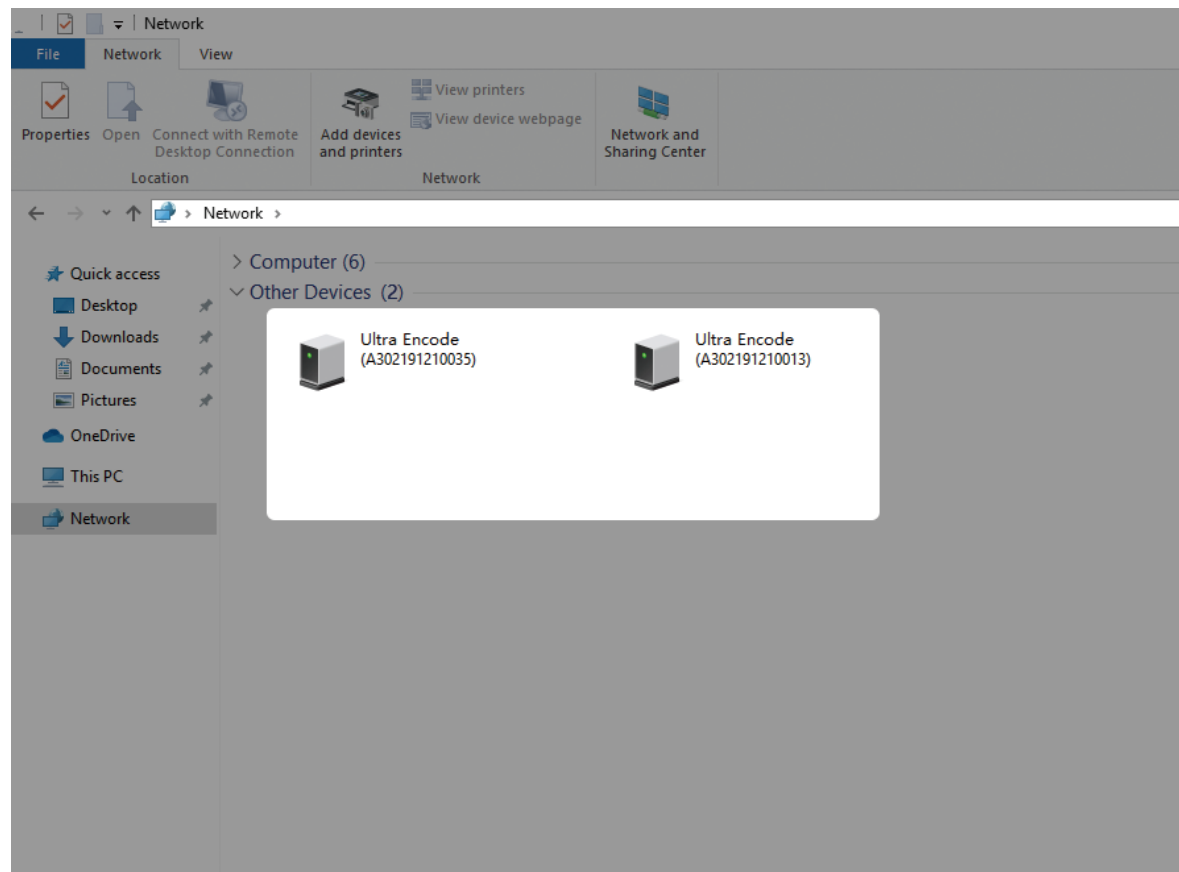 Network
File Network View
Properties Open Connect with Remote Desktop Connection
Add devices and printers
View printers
View device webpage
Network and Sharing Center
Location Network
Network
Quick access
Desktop
Downloads
Documents
Pictures
OneDrive
This PC
Network
Computer (6)
Other Devices (2)
Ultra Encode
(A302191210035)
Ultra Encode
(A302191210013)